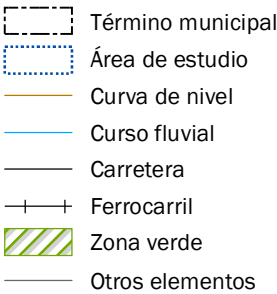 Término municipal
Área de estudio
Curva de nivel
Curso fluvial
Carretera
Ferrocarril
Zona verde
Otros elementos